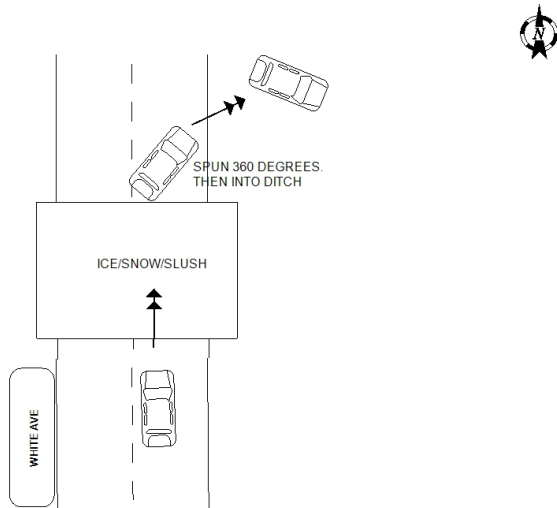 N
SPUN 360 DEGREES.
THEN INTO DITCH
ICE/SNOW/SLUSH
WHITE AVE